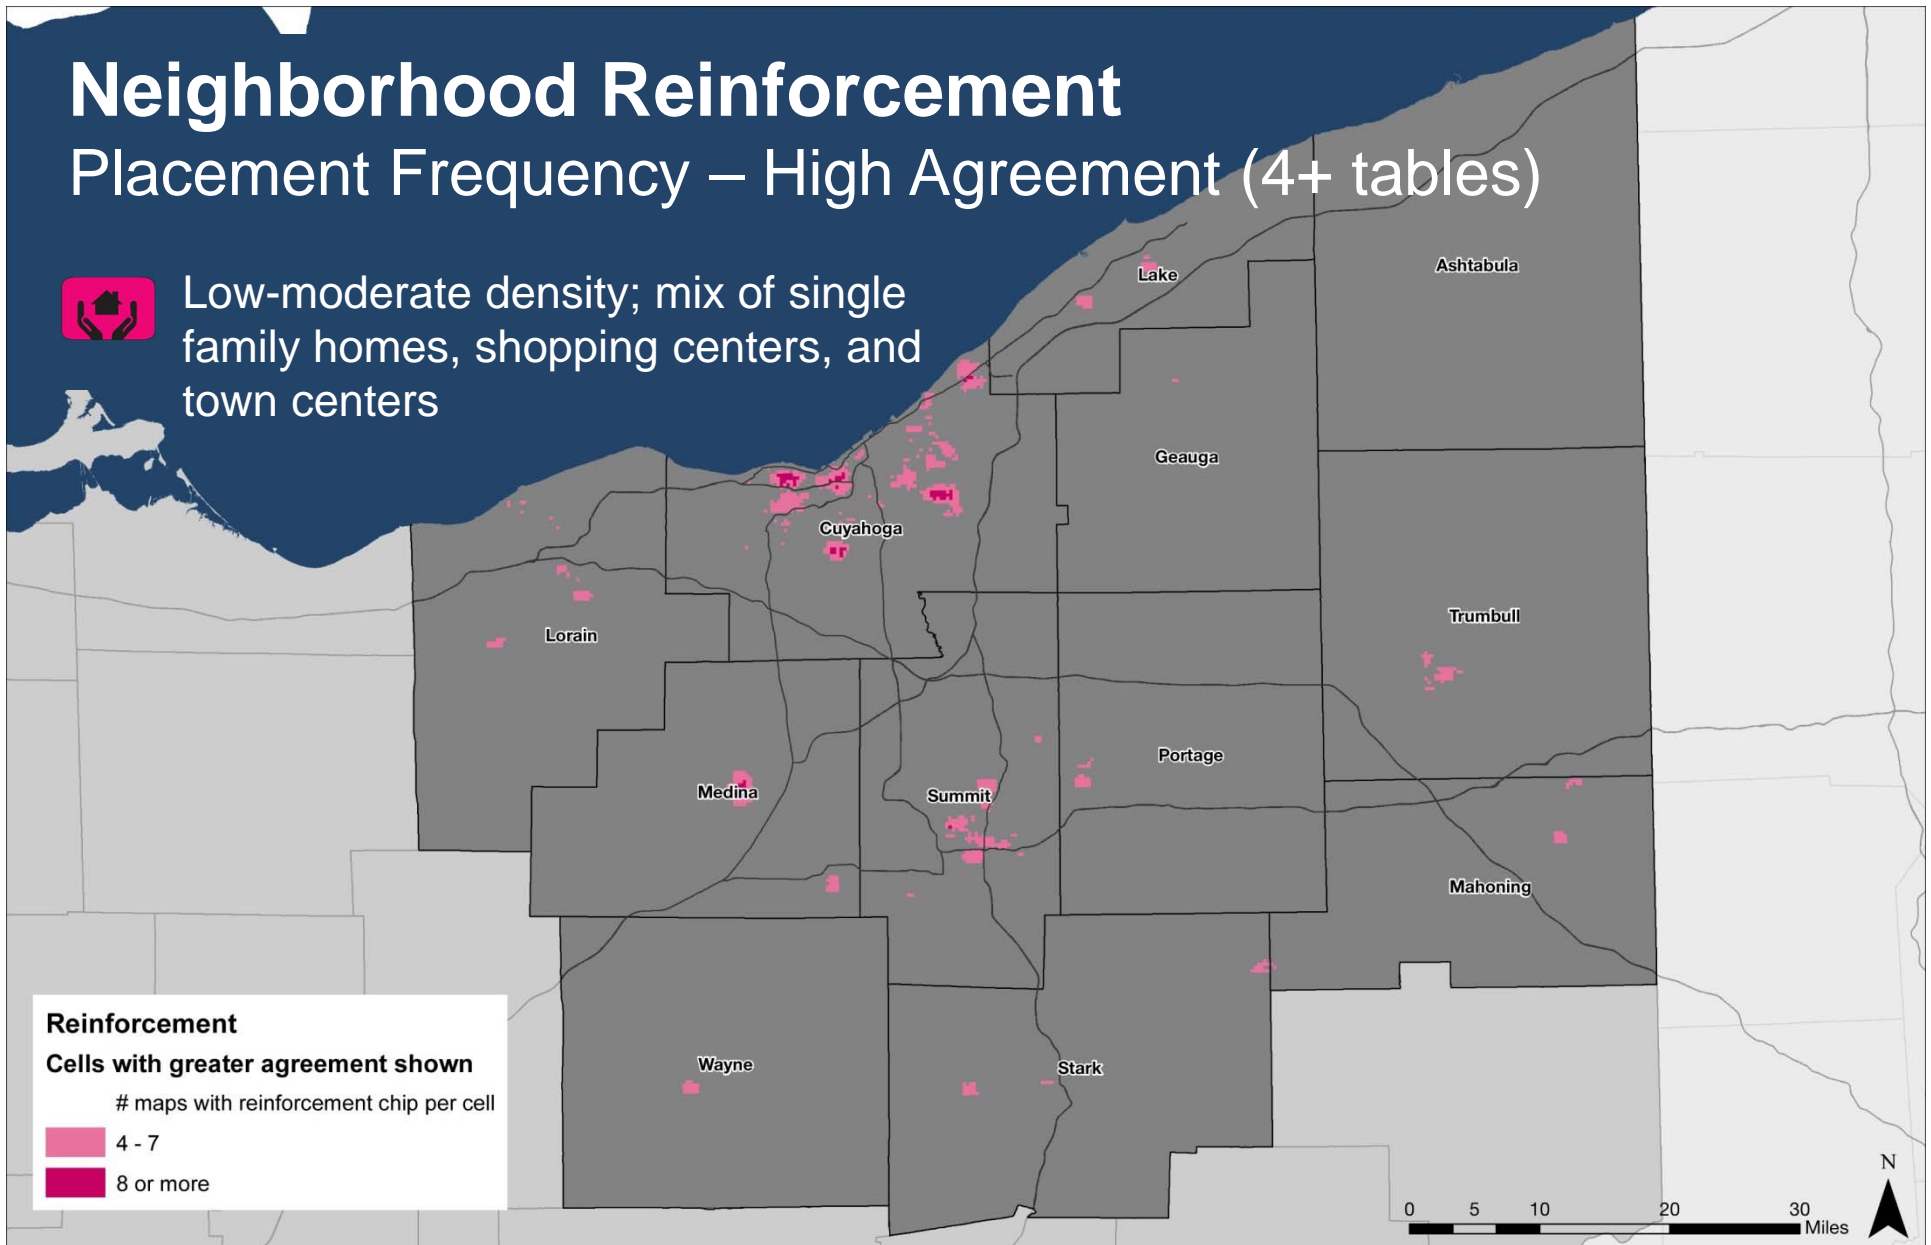 Neighborhood Reinforcement
Placement Frequency – High Agreement (4+ tables)
Low-moderate density; mix of single
family homes, shopping centers, and
town centers
Lake
Ashtabula
Geauga
Cuyahoga
Trumbull
Lorain
Portage
Medina
Summit
Mahoning
Wayne
Stark
Reinforcement
Cells with greater agreement shown
# maps with reinforcement chip per cell
4 - 7
8 or more
N
0 5 10 20 30
Miles